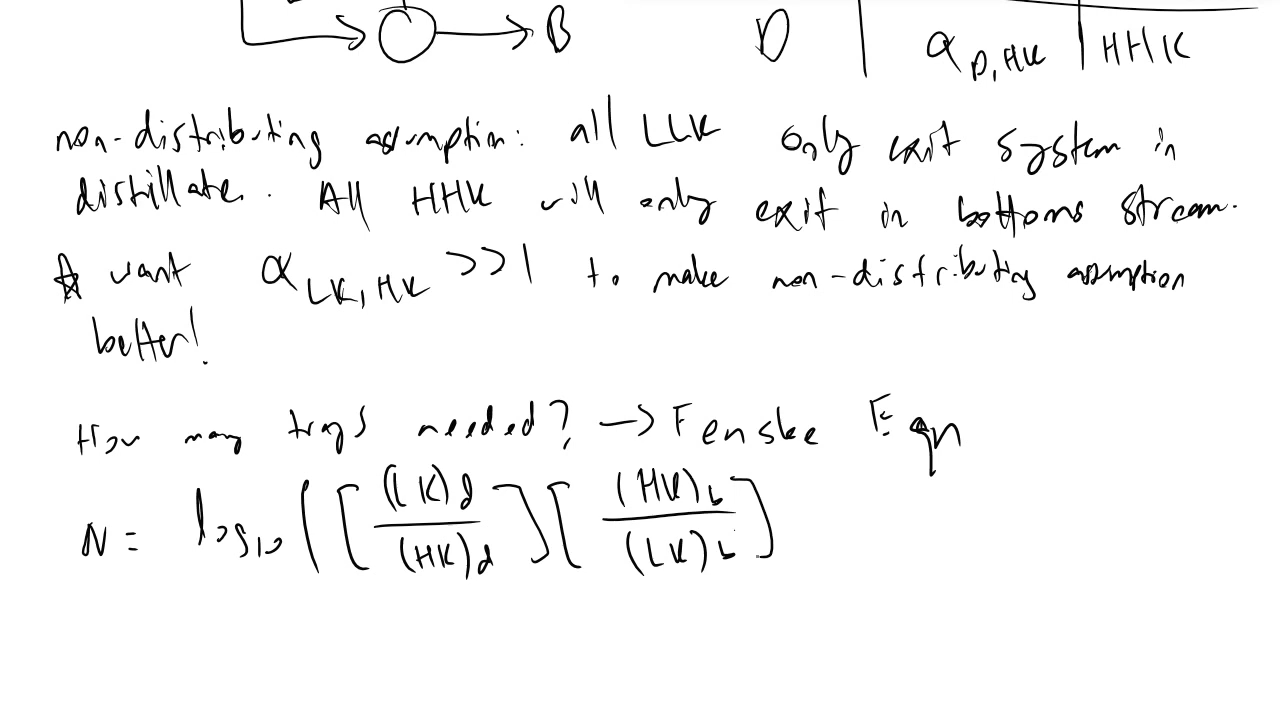 B D α D,HK HHK
non-distributing assumption: all LLK only exit system in
distillate. All HHK will only exit in bottoms stream.
☆ want α LK,HK >>1 to make non-distributing assumption
better!
How many trays needed? → Fenske Eqn
N = log10 ( [ (LK)d / (HK)d ] [ (HK)b / (LK)b ]